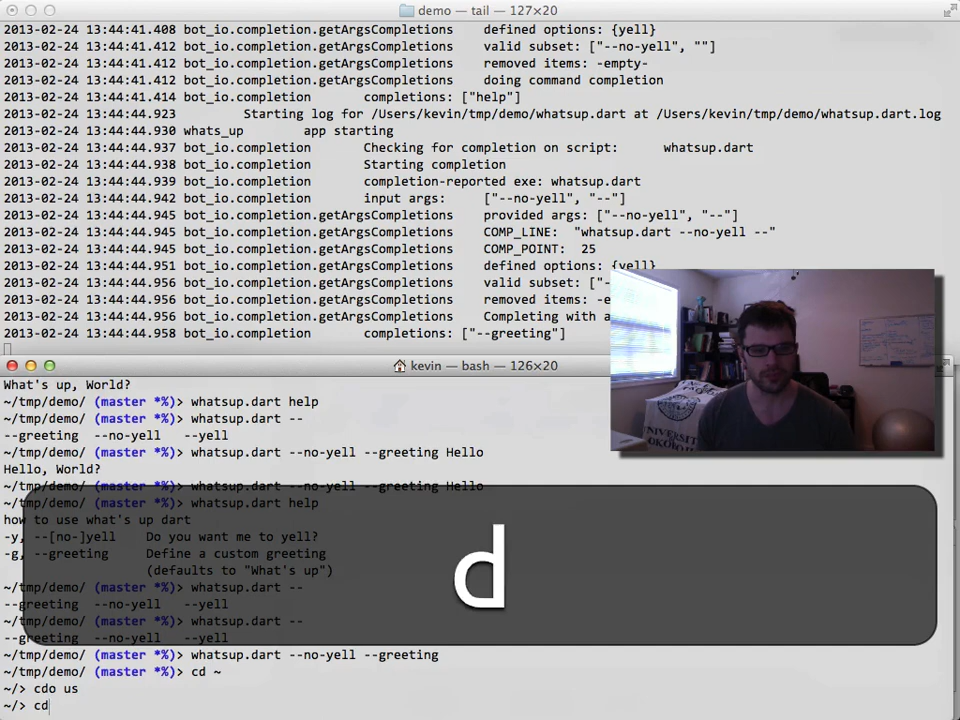 demo — tail — 127×20
2013-02-24 13:44:41.408 bot_io.completion.getArgsCompletions defined options: {yell}
2013-02-24 13:44:41.412 bot_io.completion.getArgsCompletions valid subset: ["--no-yell", ""]
2013-02-24 13:44:41.412 bot_io.completion.getArgsCompletions removed items: -empty-
2013-02-24 13:44:41.412 bot_io.completion.getArgsCompletions doing command completion
2013-02-24 13:44:41.414 bot_io.completion completions: ["help"]
2013-02-24 13:44:44.923 Starting log for /Users/kevin/tmp/demo/whatsup.dart at /Users/kevin/tmp/demo/whatsup.dart.log
2013-02-24 13:44:44.930 whats_up app starting
2013-02-24 13:44:44.937 bot_io.completion Checking for completion on script: whatsup.dart
2013-02-24 13:44:44.938 bot_io.completion Starting completion
2013-02-24 13:44:44.939 bot_io.completion completion-reported exe: whatsup.dart
2013-02-24 13:44:44.942 bot_io.completion input args: ["--no-yell", "--"]
2013-02-24 13:44:44.945 bot_io.completion.getArgsCompletions provided args: ["--no-yell", "--"]
2013-02-24 13:44:44.945 bot_io.completion.getArgsCompletions COMP_LINE: "whatsup.dart --no-yell --"
2013-02-24 13:44:44.945 bot_io.completion.getArgsCompletions COMP_POINT: 25
2013-02-24 13:44:44.951 bot_io.completion.getArgsCompletions defined options: {yell}
2013-02-24 13:44:44.956 bot_io.completion.getArgsCompletions valid subset: ["-
2013-02-24 13:44:44.956 bot_io.completion.getArgsCompletions removed items: -e
2013-02-24 13:44:44.956 bot_io.completion.getArgsCompletions Completing with a
2013-02-24 13:44:44.958 bot_io.completion completions: ["--greeting"]
kevin — bash — 126×20
What's up, World?
~/tmp/demo/ (master *%)> whatsup.dart help
~/tmp/demo/ (master *%)> whatsup.dart --
--greeting --no-yell --yell
~/tmp/demo/ (master *%)> whatsup.dart --no-yell --greeting Hello
Hello, World?
~/tmp/demo/ (master *%)> whatsup.dart --no-yell --greeting Hello
~/tmp/demo/ (master *%)> whatsup.dart help
how to use what's up dart
-y, --[no-]yell Do you want me to yell?
-g, --greeting Define a custom greeting
(defaults to "What's up")
~/tmp/demo/ (master *%)> whatsup.dart --
--greeting --no-yell --yell
~/tmp/demo/ (master *%)> whatsup.dart --
--greeting --no-yell --yell
~/tmp/demo/ (master *%)> whatsup.dart --no-yell --greeting
~/tmp/demo/ (master *%)> cd ~
~/> cdo us
~/> cd
d